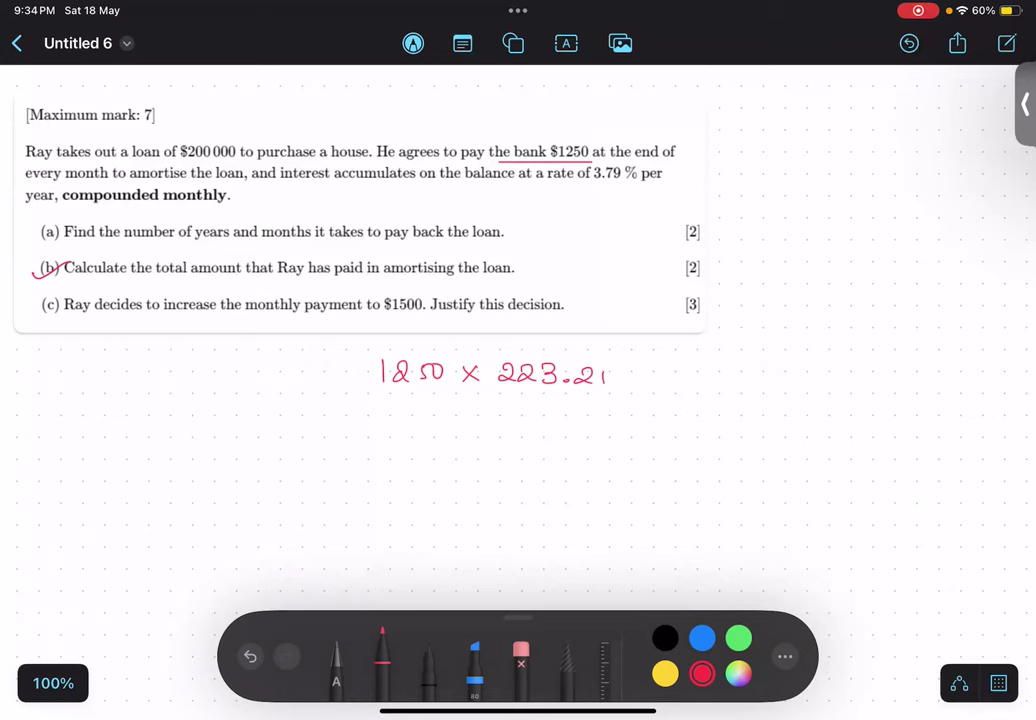 9:34 PM Sat 18 May
60%
Untitled 6
A
[Maximum mark: 7]
Ray takes out a loan of $200 000 to purchase a house. He agrees to pay the bank $1250 at the end of
every month to amortise the loan, and interest accumulates on the balance at a rate of 3.79 % per
year, compounded monthly.
(a) Find the number of years and months it takes to pay back the loan. [2]
(b) Calculate the total amount that Ray has paid in amortising the loan. [2]
(c) Ray decides to increase the monthly payment to $1500. Justify this decision. [3]
1250 × 223.21
A
80
100%